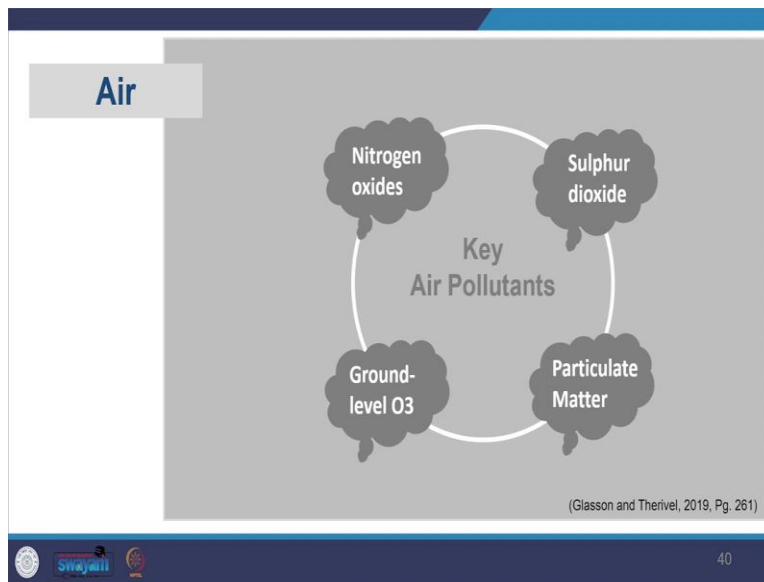 Air
Nitrogen
oxides
Sulphur
dioxide
Key
Air Pollutants
Ground-
level O3
Particulate
Matter
(Glasson and Therivel, 2019, Pg. 261)
swayam
40